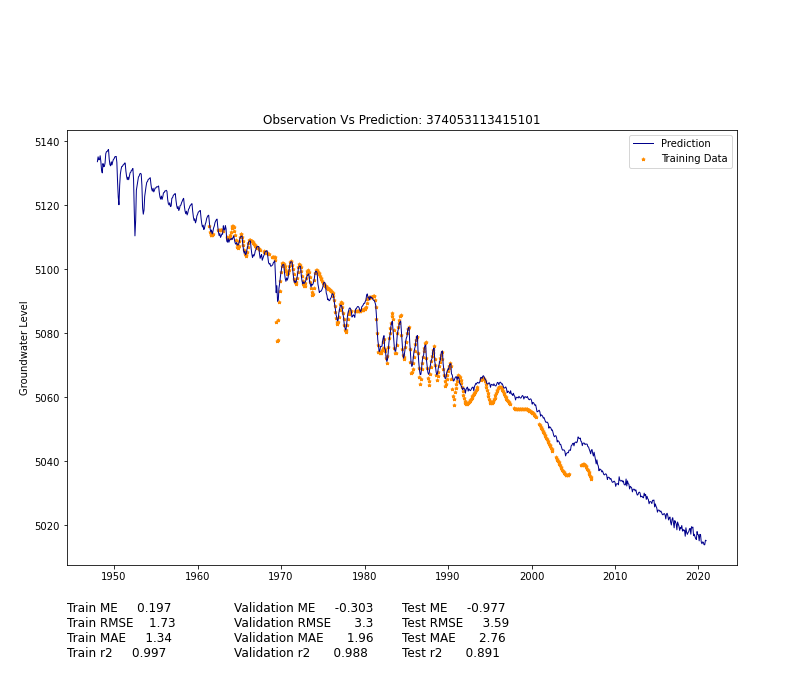 Observation Vs Prediction: 374053113415101
Prediction
Training Data
Groundwater Level
5140
5120
5100
5080
5060
5040
5020
1950 1960 1970 1980 1990 2000 2010 2020
Train ME 0.197 Validation ME -0.303 Test ME -0.977
Train RMSE 1.73 Validation RMSE 3.3 Test RMSE 3.59
Train MAE 1.34 Validation MAE 1.96 Test MAE 2.76
Train r2 0.997 Validation r2 0.988 Test r2 0.891